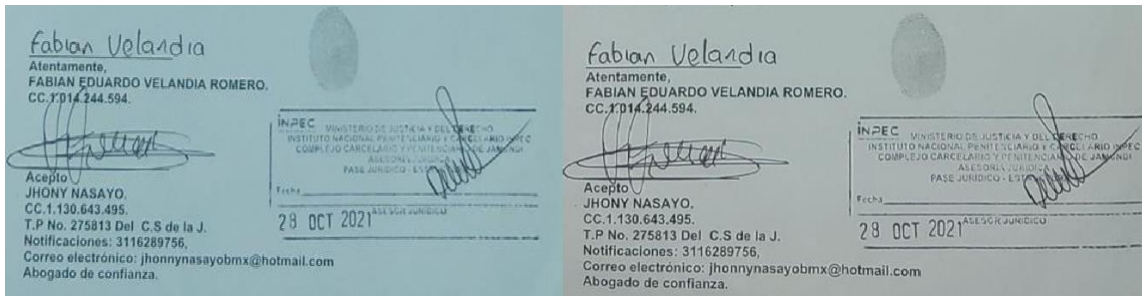 Fabian Velandia
Atentamente,
FABIAN EDUARDO VELANDIA ROMERO.
CC.1.014.244.594.
INPEC MINISTERIO DE JUSTICIA Y DEL DERECHO
INSTITUTO NACIONAL PENITENCIARIO Y CARCELARIO INPEC
COMPLEJO CARCELARIO Y PENITENCIARIO DE JAMUNDI
ASESORIA JURIDICA
PASE JURIDICO -
Fecha
28 OCT 2021
ASESOR JURIDICO
Acepto
JHONY NASAYO.
CC.1.130.643.495.
T.P No. 275813 Del C.S de la J.
Notificaciones: 3116289756,
Correo electrónico: jhonnynasayobmx@hotmail.com
Abogado de confianza.
Fabian Velandia
Atentamente,
FABIAN EDUARDO VELANDIA ROMERO.
CC.1.014.244.594.
INPEC MINISTERIO DE JUSTICIA Y DEL DERECHO
INSTITUTO NACIONAL PENITENCIARIO Y CARCELARIO INPEC
COMPLEJO CARCELARIO Y PENITENCIARIO DE JAMUNDI
ASESORIA JURIDICA
PASE JURIDICO -
Fecha
28 OCT 2021
ASESOR JURIDICO
Acepto
JHONY NASAYO.
CC.1.130.643.495.
T.P No. 275813 Del C.S de la J.
Notificaciones: 3116289756,
Correo electrónico: jhonnynasayobmx@hotmail.com
Abogado de confianza.